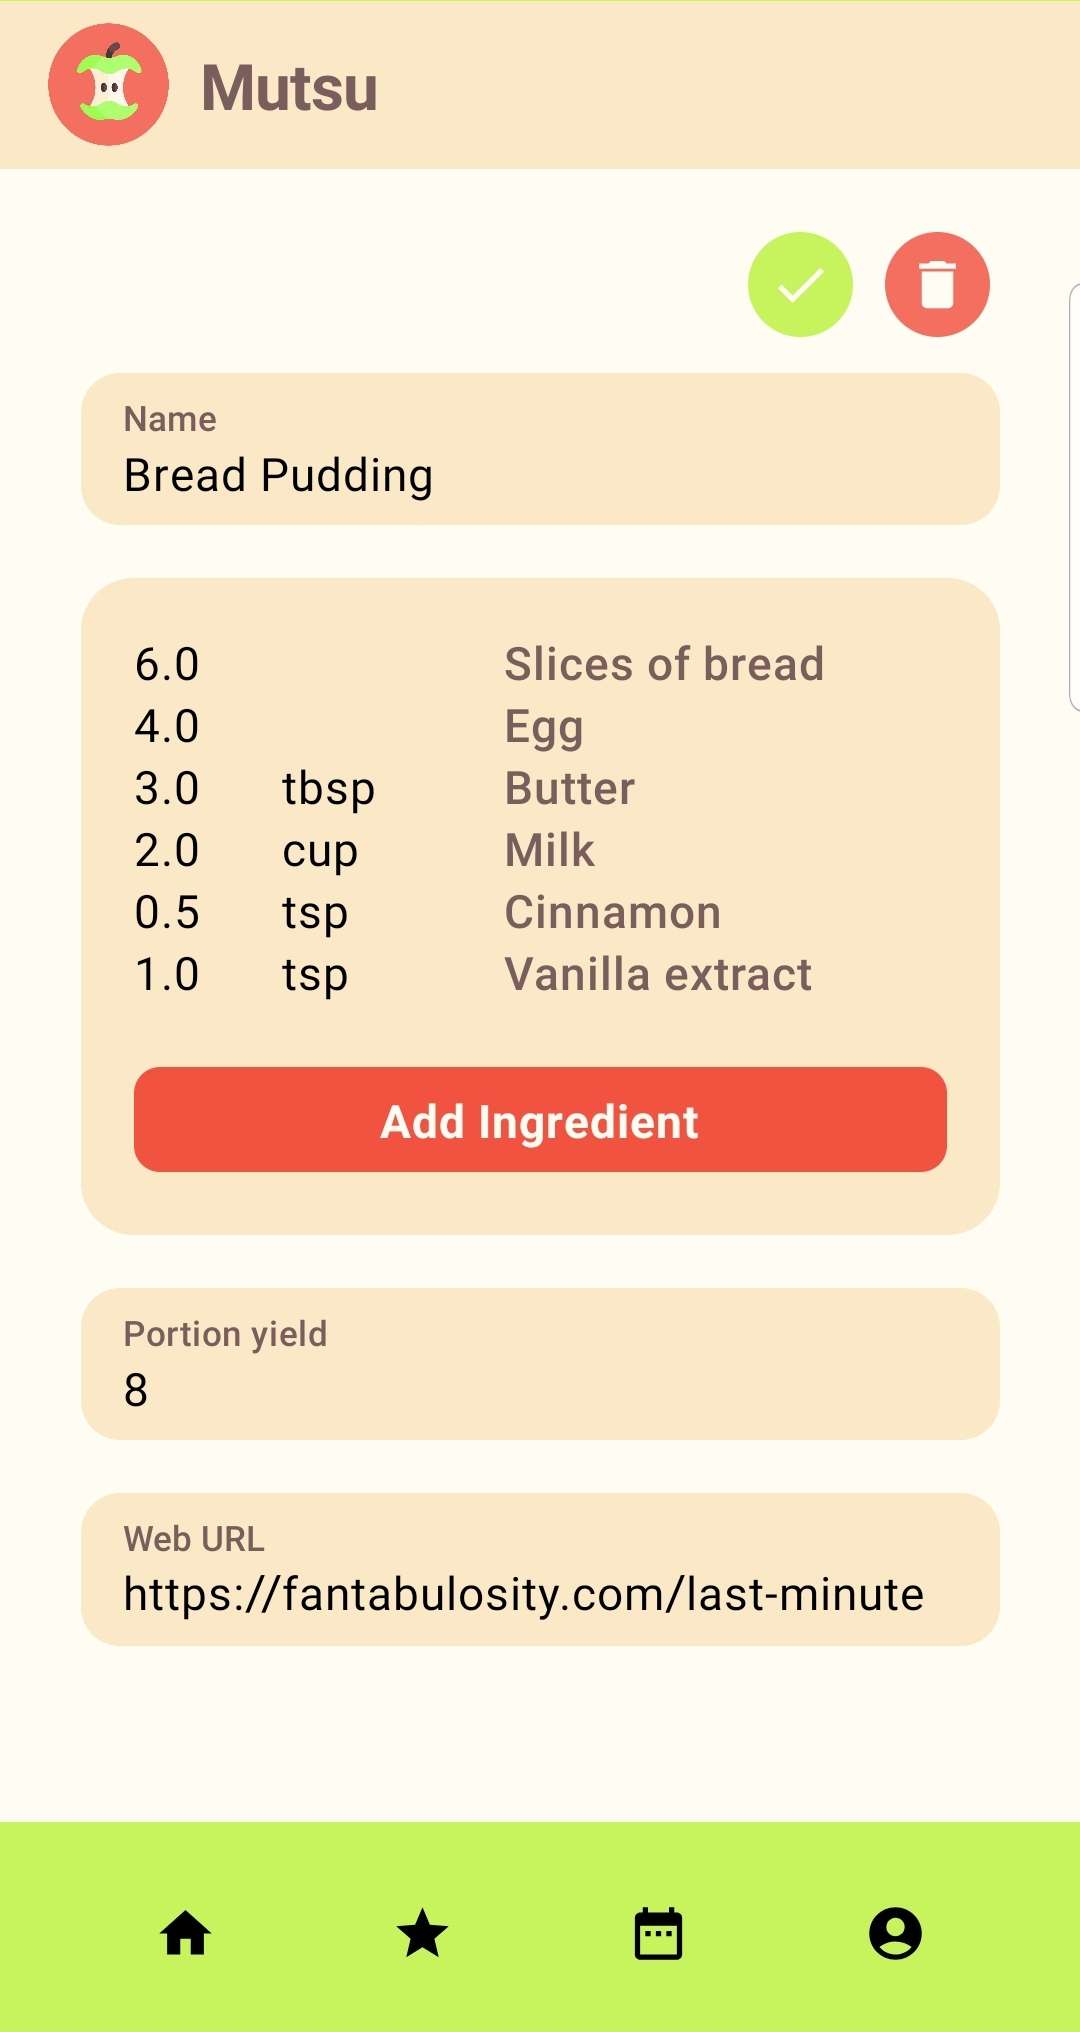 Mutsu
Name
Bread Pudding
6.0 Slices of bread
4.0 Egg
3.0 tbsp Butter
2.0 cup Milk
0.5 tsp Cinnamon
1.0 tsp Vanilla extract
Add Ingredient
Portion yield
8
Web URL
https://fantabulosity.com/last-minute